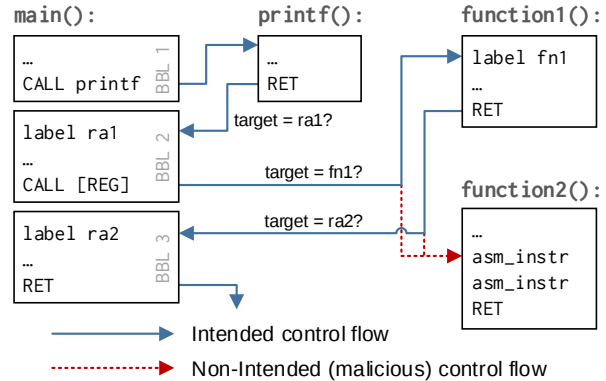 main():
…
CALL printf
BBL 1
label ra1
…
CALL [REG]
BBL 2
label ra2
…
RET
BBL 3
printf():
…
RET
target = ra1?
target = fn1?
target = ra2?
function1():
label fn1
…
RET
function2():
…
asm_instr
asm_instr
RET
Intended control flow
Non-Intended (malicious) control flow